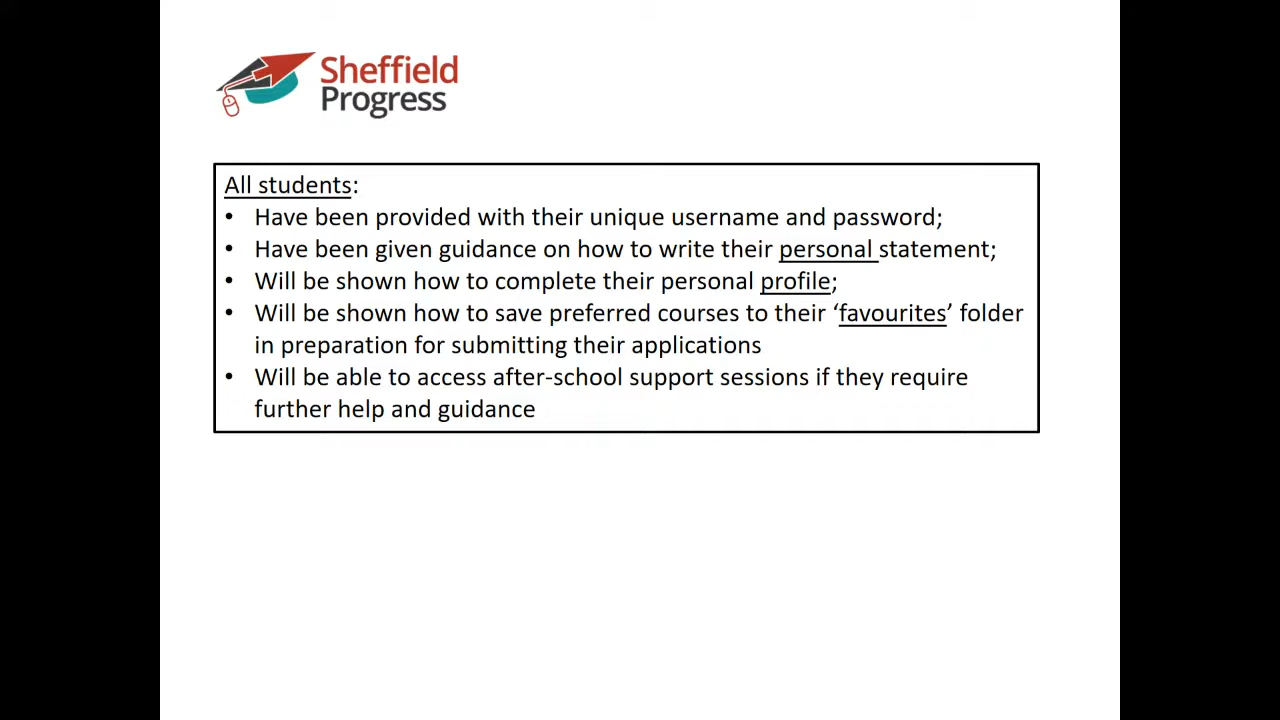 Sheffield
Progress
All students:
• Have been provided with their unique username and password;
• Have been given guidance on how to write their personal statement;
• Will be shown how to complete their personal profile;
• Will be shown how to save preferred courses to their ‘favourites’ folder
in preparation for submitting their applications
• Will be able to access after-school support sessions if they require
further help and guidance